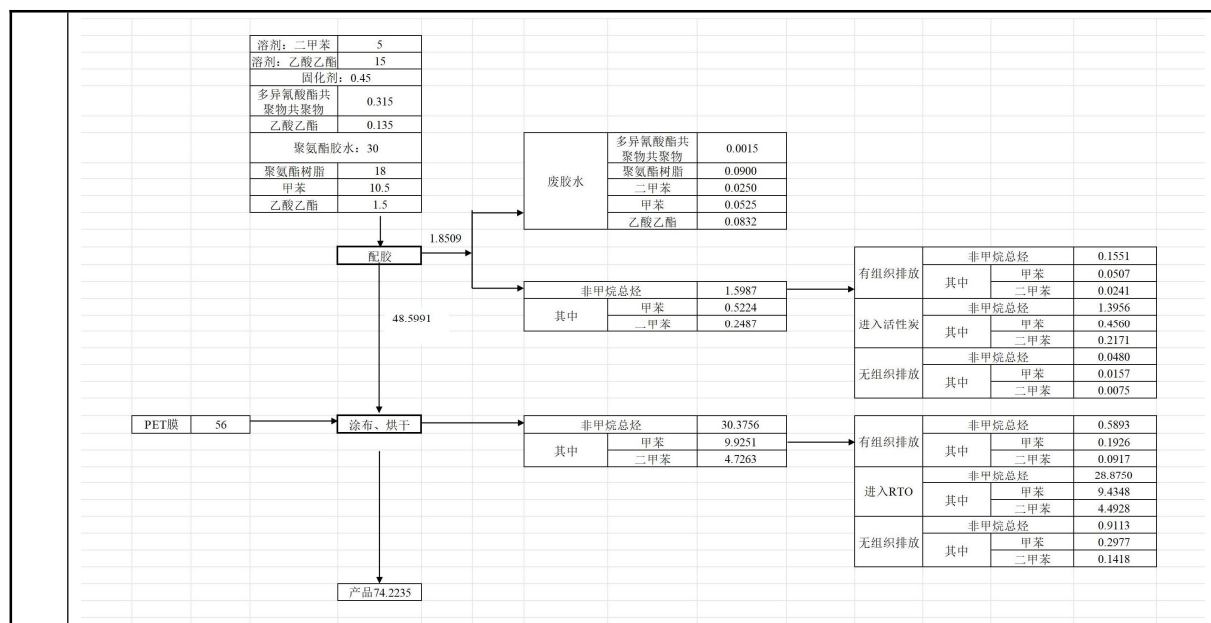 溶剂：二甲苯 5
溶剂：乙酸乙酯 15
固化剂：0.45
多异氰酸酯共
聚物共聚物 0.315
乙酸乙酯 0.135
聚氨酯胶水：30
聚氨酯树脂 18
甲苯 10.5
乙酸乙酯 1.5
配胶
1.8509
废胶水
多异氰酸酯共
聚物共聚物 0.0015
聚氨酯树脂 0.0900
二甲苯 0.0250
甲苯 0.0525
乙酸乙酯 0.0832
非甲烷总烃 1.5987
其中
甲苯 0.5224
二甲苯 0.2487
有组织排放
非甲烷总烃 0.1551
其中
甲苯 0.0507
二甲苯 0.0241
进入活性炭
非甲烷总烃 1.3956
其中
甲苯 0.4560
二甲苯 0.2171
无组织排放
非甲烷总烃 0.0480
其中
甲苯 0.0157
二甲苯 0.0075
48.5991
PET膜 56
涂布、烘干
非甲烷总烃 30.3756
其中
甲苯 9.9251
二甲苯 4.7263
有组织排放
非甲烷总烃 0.5893
其中
甲苯 0.1926
二甲苯 0.0917
进入RTO
非甲烷总烃 28.8750
其中
甲苯 9.4348
二甲苯 4.4928
无组织排放
非甲烷总烃 0.9113
其中
甲苯 0.2977
二甲苯 0.1418
产品74.2235